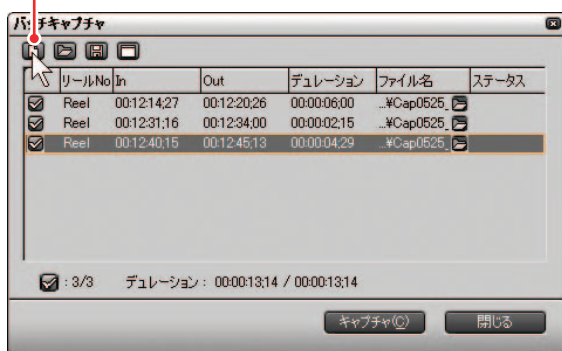 バッチキャプチャ
リールNo In Out デュレーション ファイル名 ステータス
Reel 00:12:14;27 00:12:20;26 00:00:06;00 ...¥Cap0525_
Reel 00:12:31;16 00:12:34;00 00:00:02;15 ...¥Cap0525_
Reel 00:12:40;15 00:12:45;13 00:00:04;29 ...¥Cap0525_
: 3/3 デュレーション : 00:00:13;14 / 00:00:13;14
キャプチャ(C) 閉じる